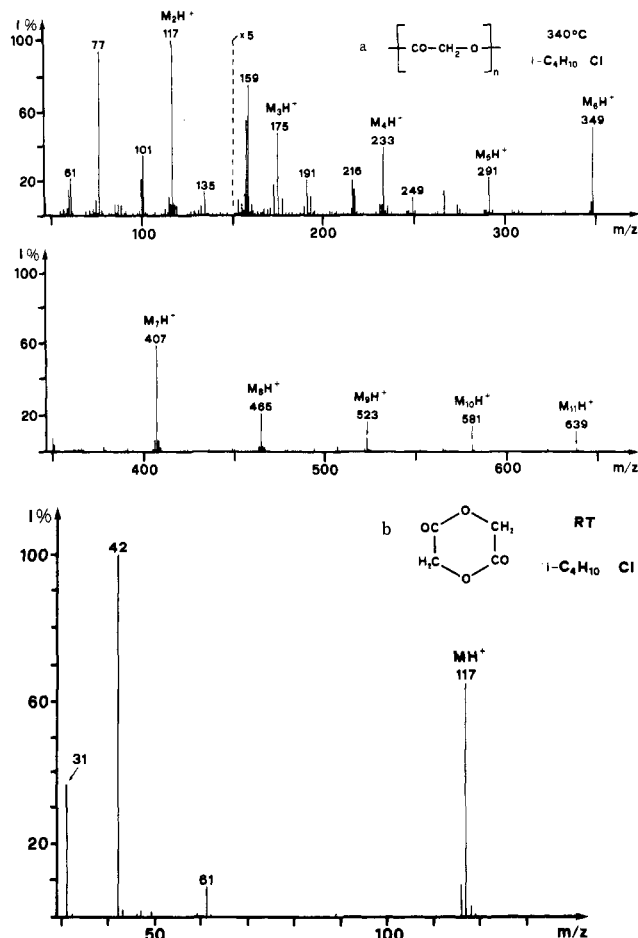 I%
100
60
20
61
77
101
M₂H⁺
117
135
x5
159
M₃H⁺
175
191
216
M₄H⁺
233
249
M₅H⁺
291
M₆H⁺
349
a
[CO-CH₂-O]n
340°C
i-C₄H₁₀ CI
100
200
300
m/z
I%
100
60
20
M₇H⁺
407
M₈H⁺
465
M₉H⁺
523
M₁₀H⁺
581
M₁₁H⁺
639
400
500
600
m/z
I%
100
60
20
31
42
61
MH⁺
117
b
O
OC
CH₂
H₂C
CO
O
RT
i-C₄H₁₀ CI
50
100
m/z